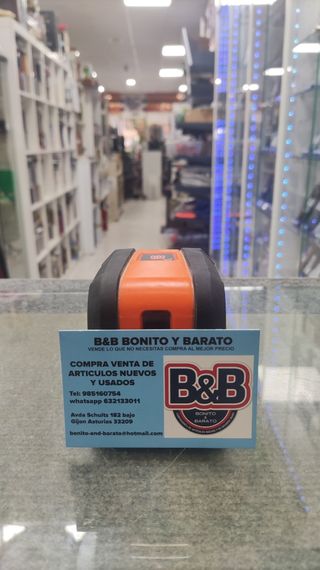 B&B BONITO Y BARATO
VENDE LO QUE NO NECESITAS COMPRA AL MEJOR PRECIO
COMPRA VENTA DE
ARTICULOS NUEVOS
Y USADOS
Tel: 985160754
whatsapp 632133011
Avda Schultz 182 bajo
Gijon Asturias 33209
bonito-and-barato@hotmail.com
B&B
BONITO
Y
BARATO